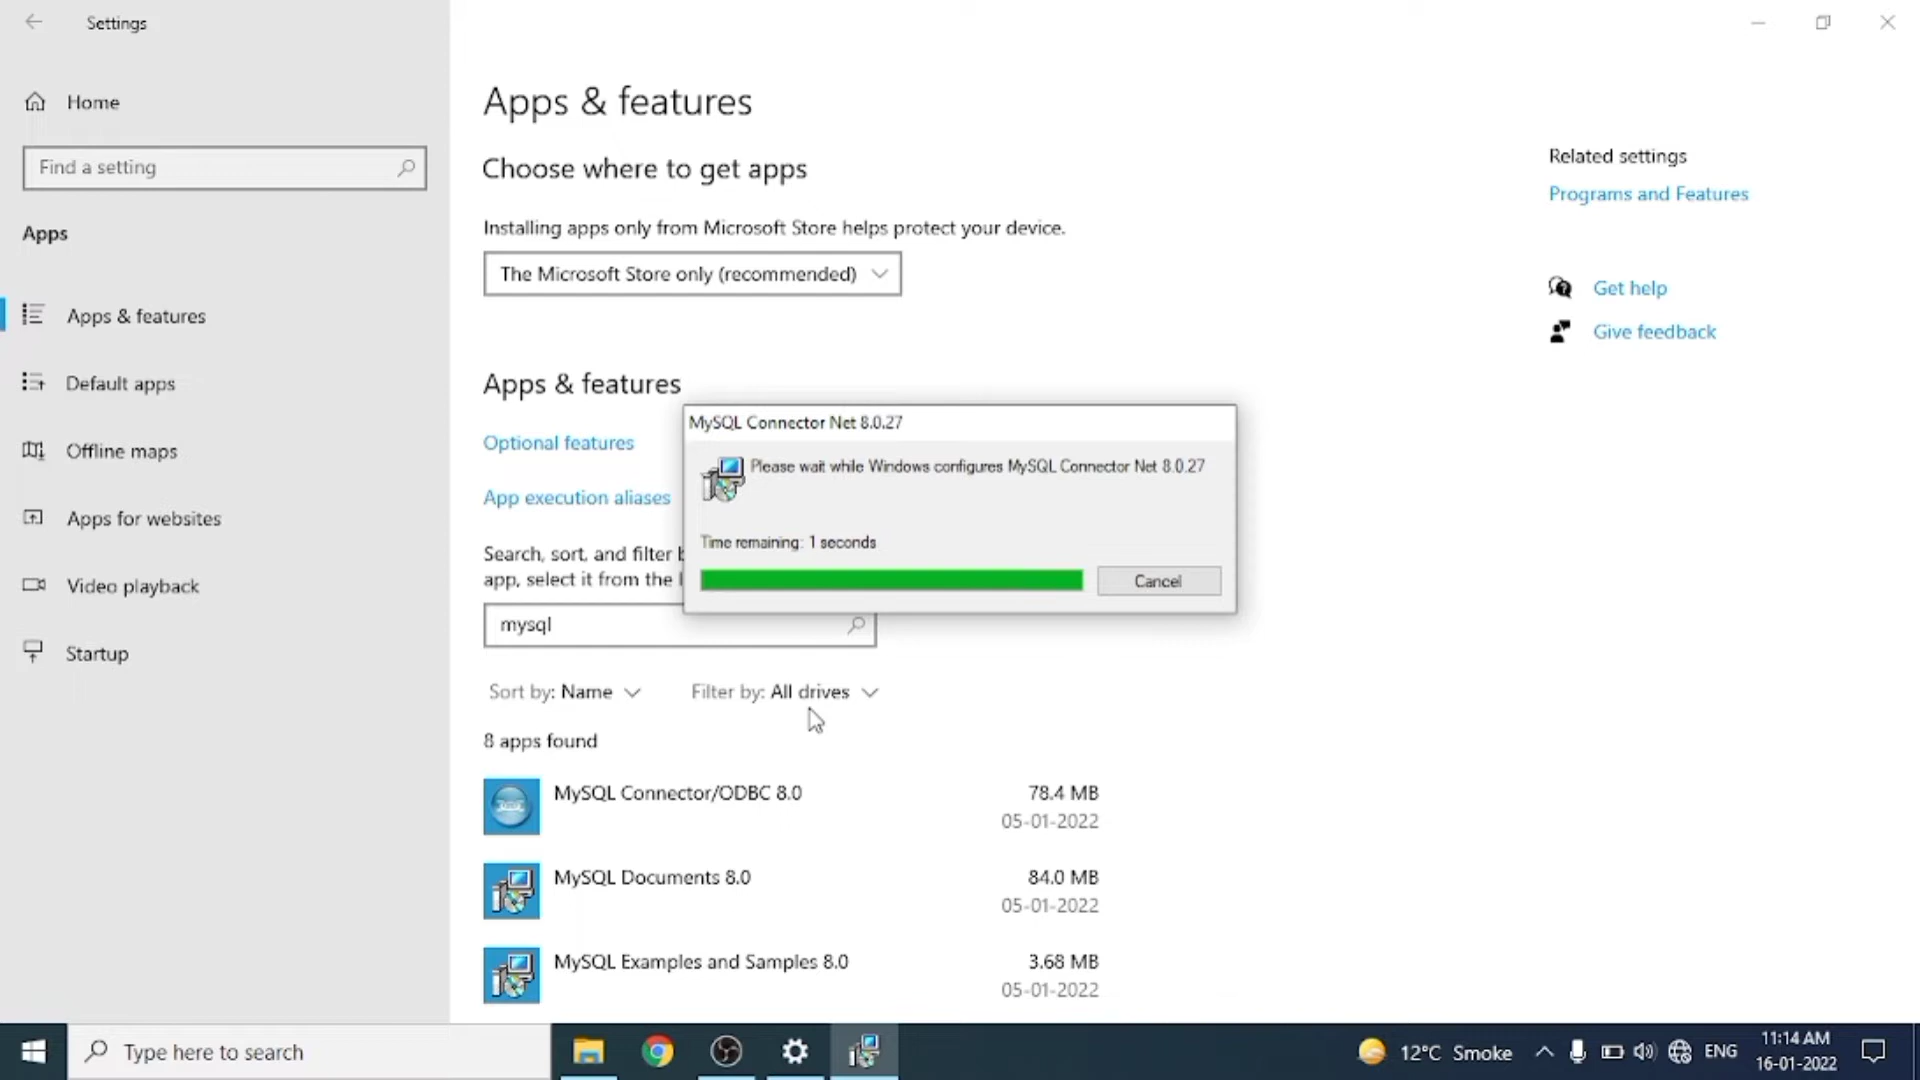 Settings
Home
Find a setting
Apps
Apps & features
Default apps
Offline maps
Apps for websites
Video playback
Startup
Apps & features
Choose where to get apps
Installing apps only from Microsoft Store helps protect your device.
The Microsoft Store only (recommended)
Apps & features
Optional features
App execution aliases
Search, sort, and filter
app, select it from the
mysql
Sort by: Name
Filter by: All drives
8 apps found
MySQL Connector/ODBC 8.0
78.4 MB
05-01-2022
MySQL Documents 8.0
84.0 MB
05-01-2022
MySQL Examples and Samples 8.0
3.68 MB
05-01-2022
MySQL Connector Net 8.0.27
Please wait while Windows configures MySQL Connector Net 8.0.27
Time remaining: 1 seconds
Cancel
Related settings
Programs and Features
Get help
Give feedback
Type here to search
12°C Smoke
ENG
11:14 AM
16-01-2022